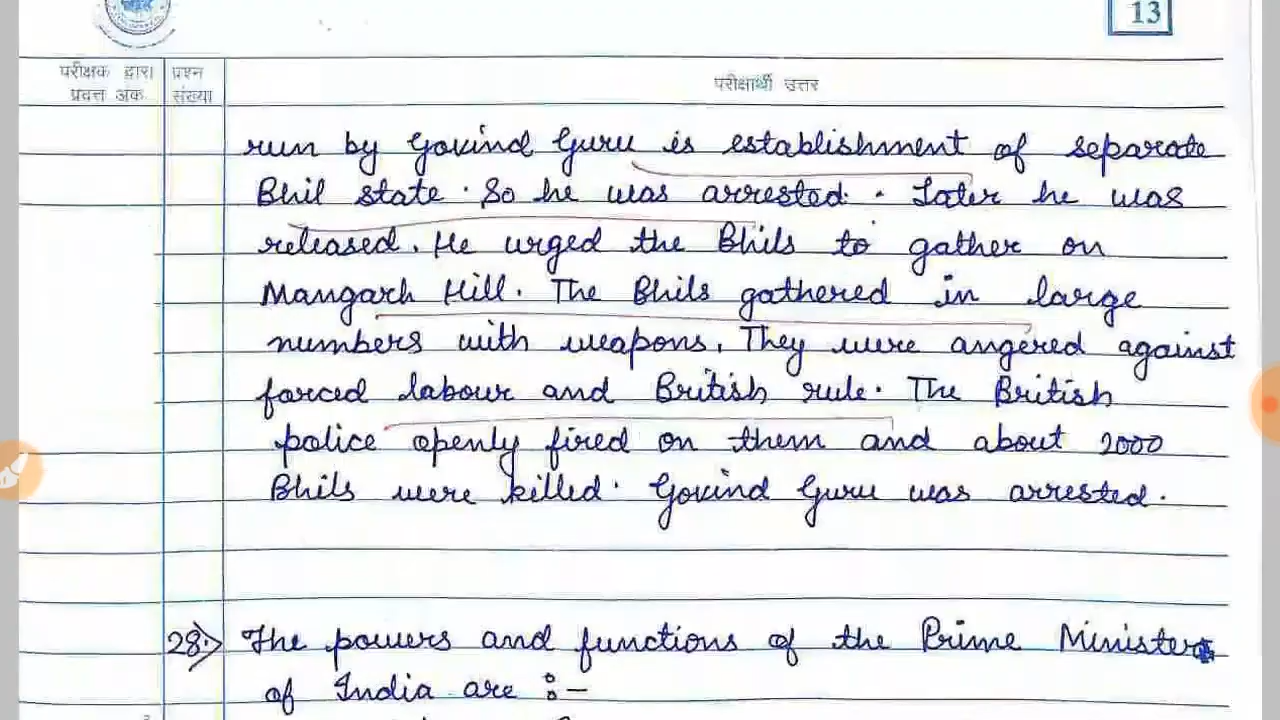 13
परीक्षक द्वारा प्रदत्त अंक
प्रश्न संख्या
परीक्षार्थी उत्तर
run by Govind Guru is establishment of separate
Bhil state. So he was arrested. Later he was
released. He urged the Bhils to gather on
Mangarh Hill. The Bhils gathered in large
numbers with weapons. They were angered against
forced labour and British rule. The British
police openly fired on them and about 2000
Bhils were killed. Govind Guru was arrested.
28. The powers and functions of the Prime Minister
of India are :-